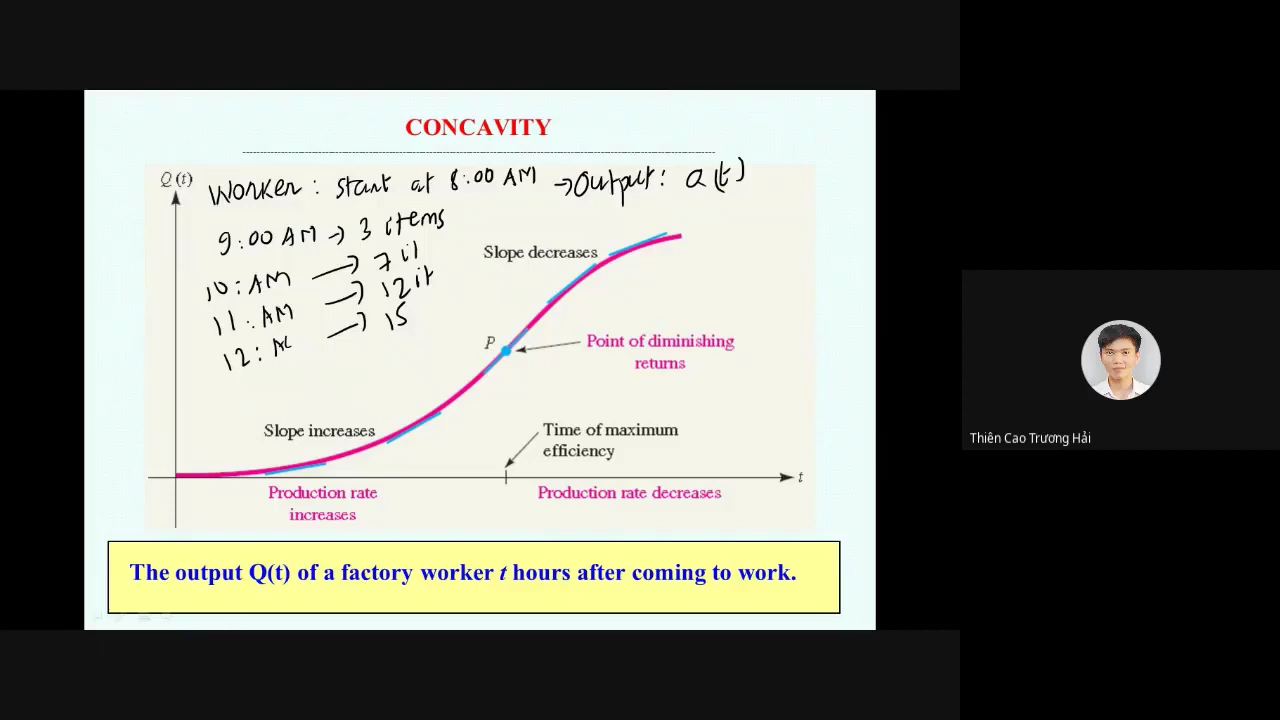 CONCAVITY
Q (t)
WORKER : start at 8:00 AM → Output : Q(t)
9:00 AM → 3 items
10: AM → 7 it
11: AM → 12 it
12: → 15
Slope decreases
P
Point of diminishing
returns
Slope increases
Time of maximum
efficiency
t
Production rate
increases
Production rate decreases
The output Q(t) of a factory worker t hours after coming to work.
Thiên Cao Trương Hải